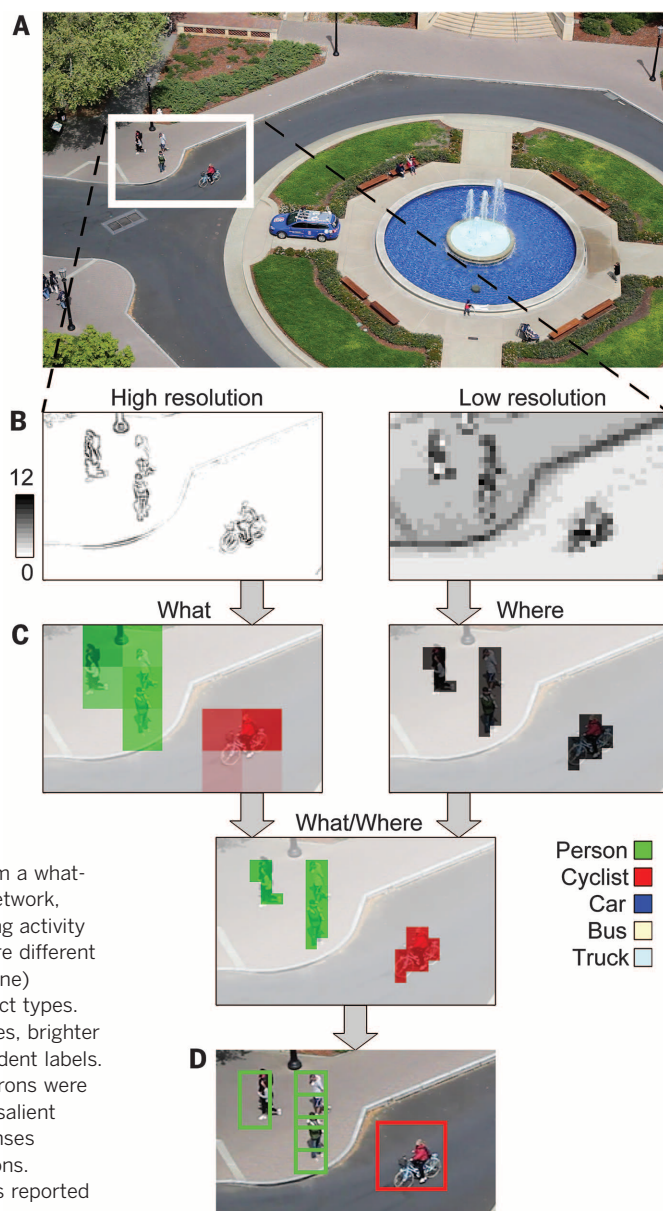 A
High resolution
Low resolution
B
12
0
What
Where
C
What/Where
Person
Cyclist
Car
Bus
Truck
m a what-
etwork,
ng activity
re different
ne)
ct types.
es, brighter
dent labels.
rons were
salient
nses
ons.
s reported
D